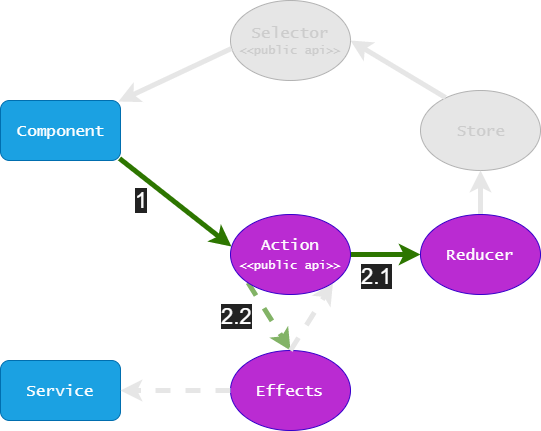 Selector
<<public api>>
Component
Store
1
Action
<<public api>>
2.1
Reducer
2.2
Service
Effects